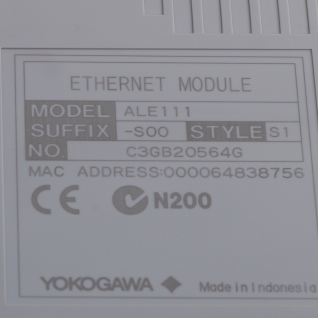 ETHERNET MODULE
MODEL ALE111
SUFFIX -S00 STYLE S1
NO. C3GB20564G
MAC ADDRESS:000064838756
CE N200
YOKOGAWA Made in Indonesia